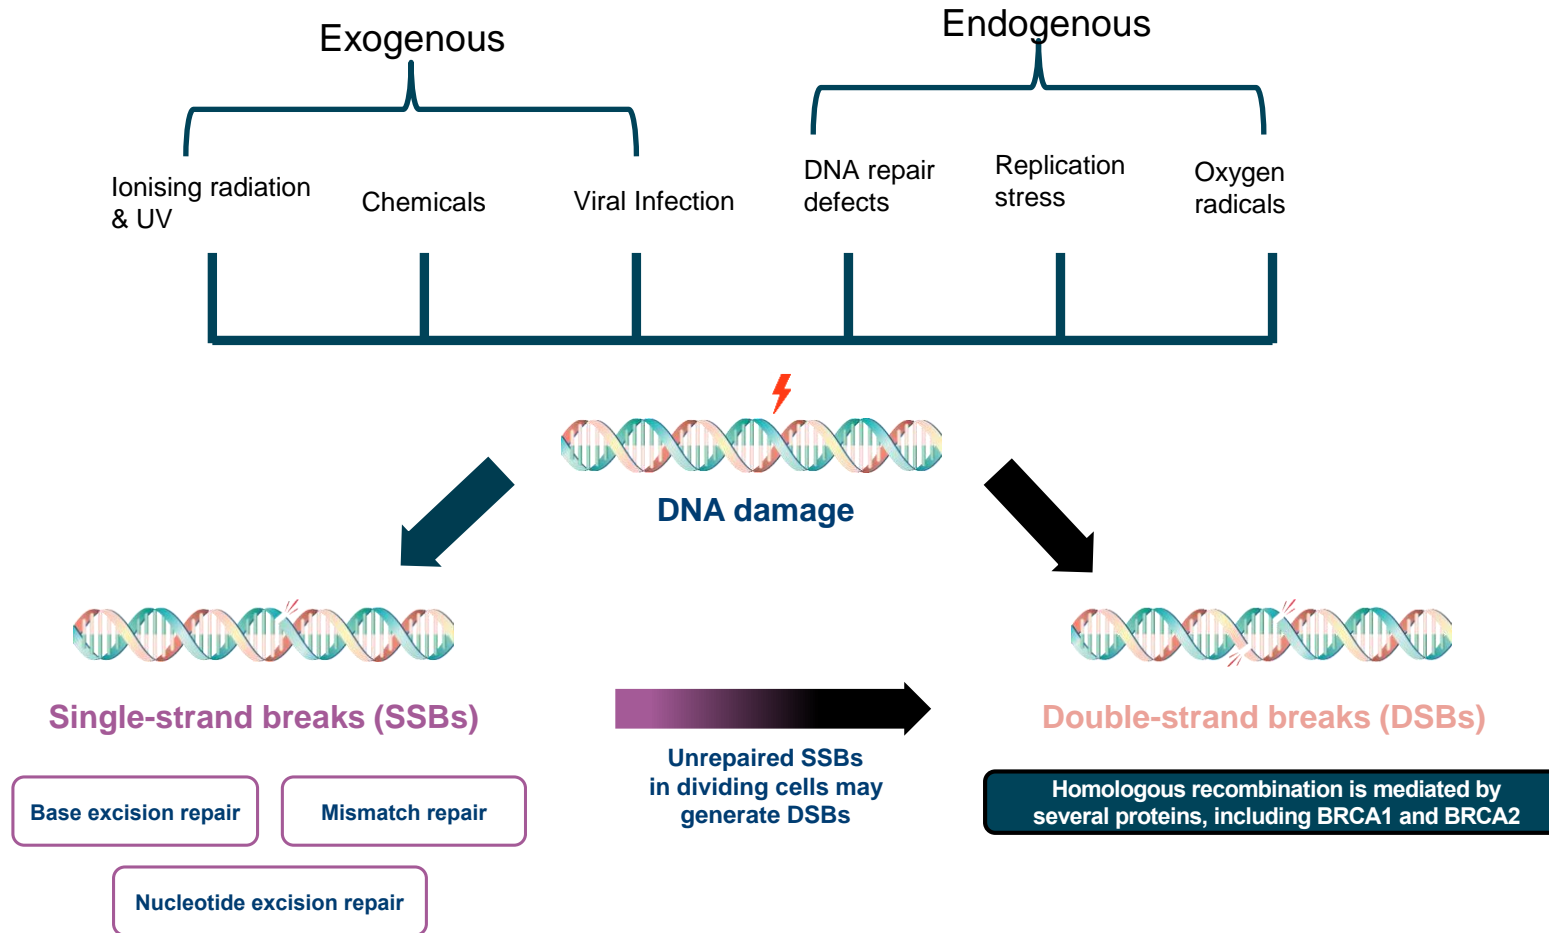 Exogenous
Endogenous
Ionising radiation
& UV
Chemicals
Viral Infection
DNA repair
defects
Replication
stress
Oxygen
radicals
DNA damage
Single-strand breaks (SSBs)
Unrepaired SSBs
in dividing cells may
generate DSBs
Double-strand breaks (DSBs)
Base excision repair
Mismatch repair
Nucleotide excision repair
Homologous recombination is mediated by
several proteins, including BRCA1 and BRCA2